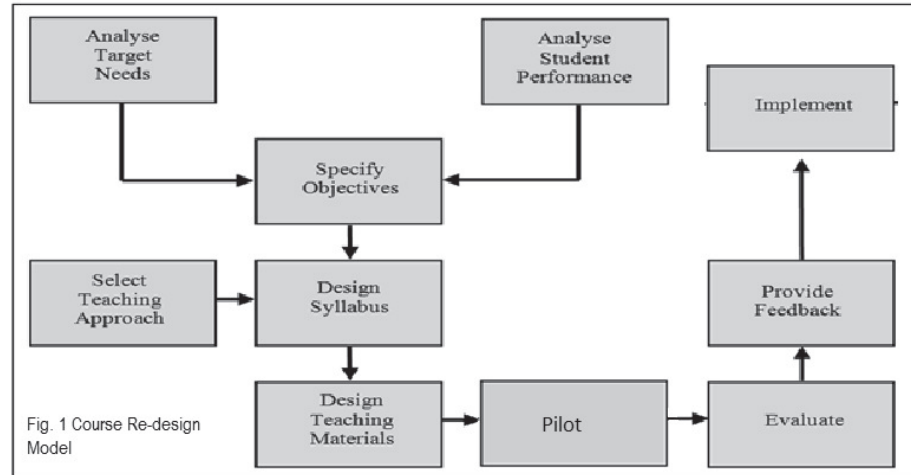 Analyse
Target
Needs
Analyse
Student
Performance
Implement
Specify
Objectives
Select
Teaching
Approach
Design
Syllabus
Provide
Feedback
Design
Teaching
Materials
Pilot
Evaluate
Fig. 1 Course Re-design
Model